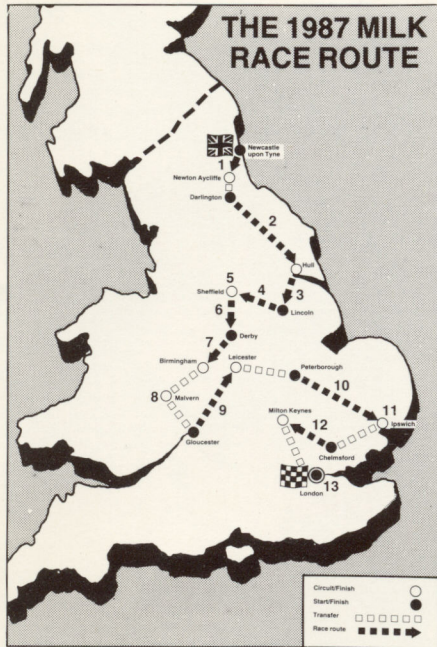 THE 1987 MILK
RACE ROUTE
Newcastle
upon Tyne
1
Newton Aycliffe
Darlington
2
Hull
5
Sheffield
4
3
Lincoln
6
Derby
7
Birmingham
Leicester
Peterborough
10
8
Malvern
9
Milton Keynes
11
12
Ipswich
Gloucester
Chelmsford
13
London
Circuit/Finish
Start/Finish
Transfer
Race route